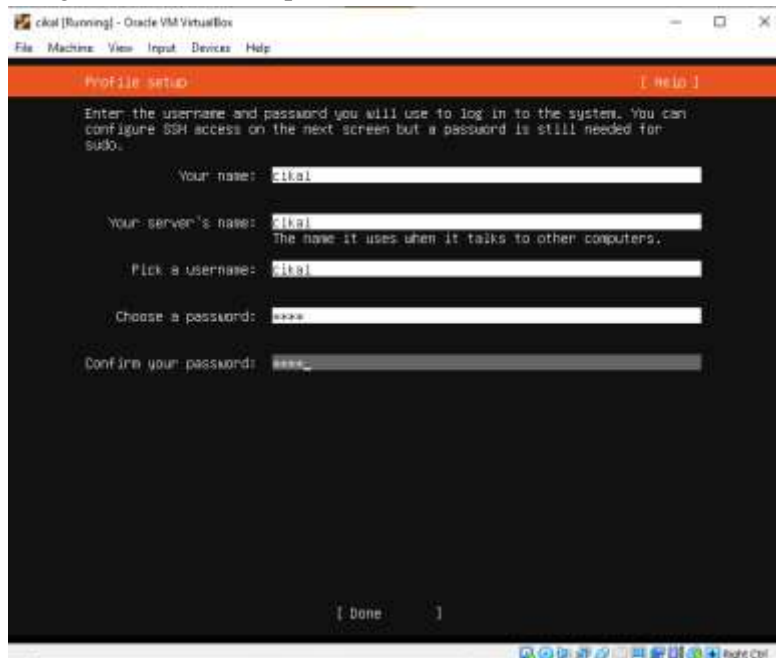 cikal [Running] - Oracle VM VirtualBox
File Machine View Input Devices Help
Profile setup [ Help ]
Enter the username and password you will use to log in to the system. You can
configure SSH access on the next screen but a password is still needed for
sudo.
Your name: cikal
Your server's name: cikal
The name it uses when it talks to other computers.
Pick a username: cikal
Choose a password: ****
Confirm your password: ****_
[ Done ]
Right Ctrl